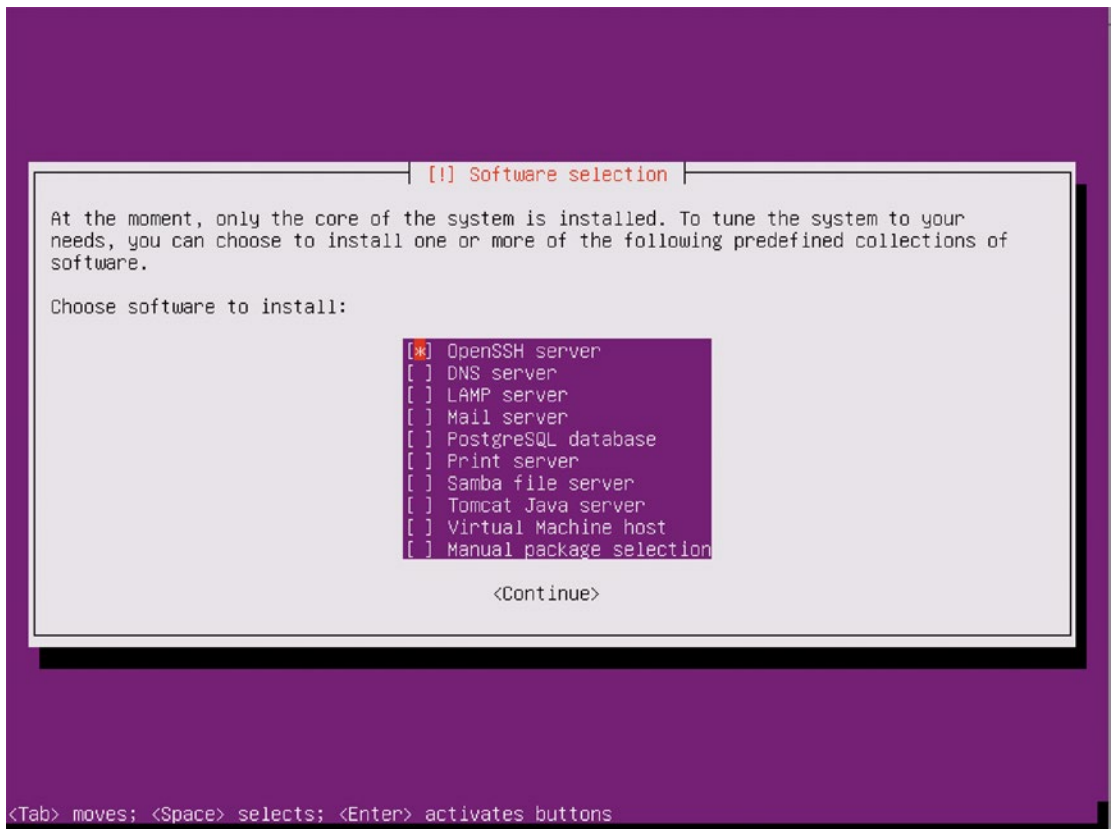 [!] Software selection
At the moment, only the core of the system is installed. To tune the system to your
needs, you can choose to install one or more of the following predefined collections of
software.
Choose software to install:
[*] OpenSSH server
[ ] DNS server
[ ] LAMP server
[ ] Mail server
[ ] PostgreSQL database
[ ] Print server
[ ] Samba file server
[ ] Tomcat Java server
[ ] Virtual Machine host
[ ] Manual package selection
<Continue>
<Tab> moves; <Space> selects; <Enter> activates buttons